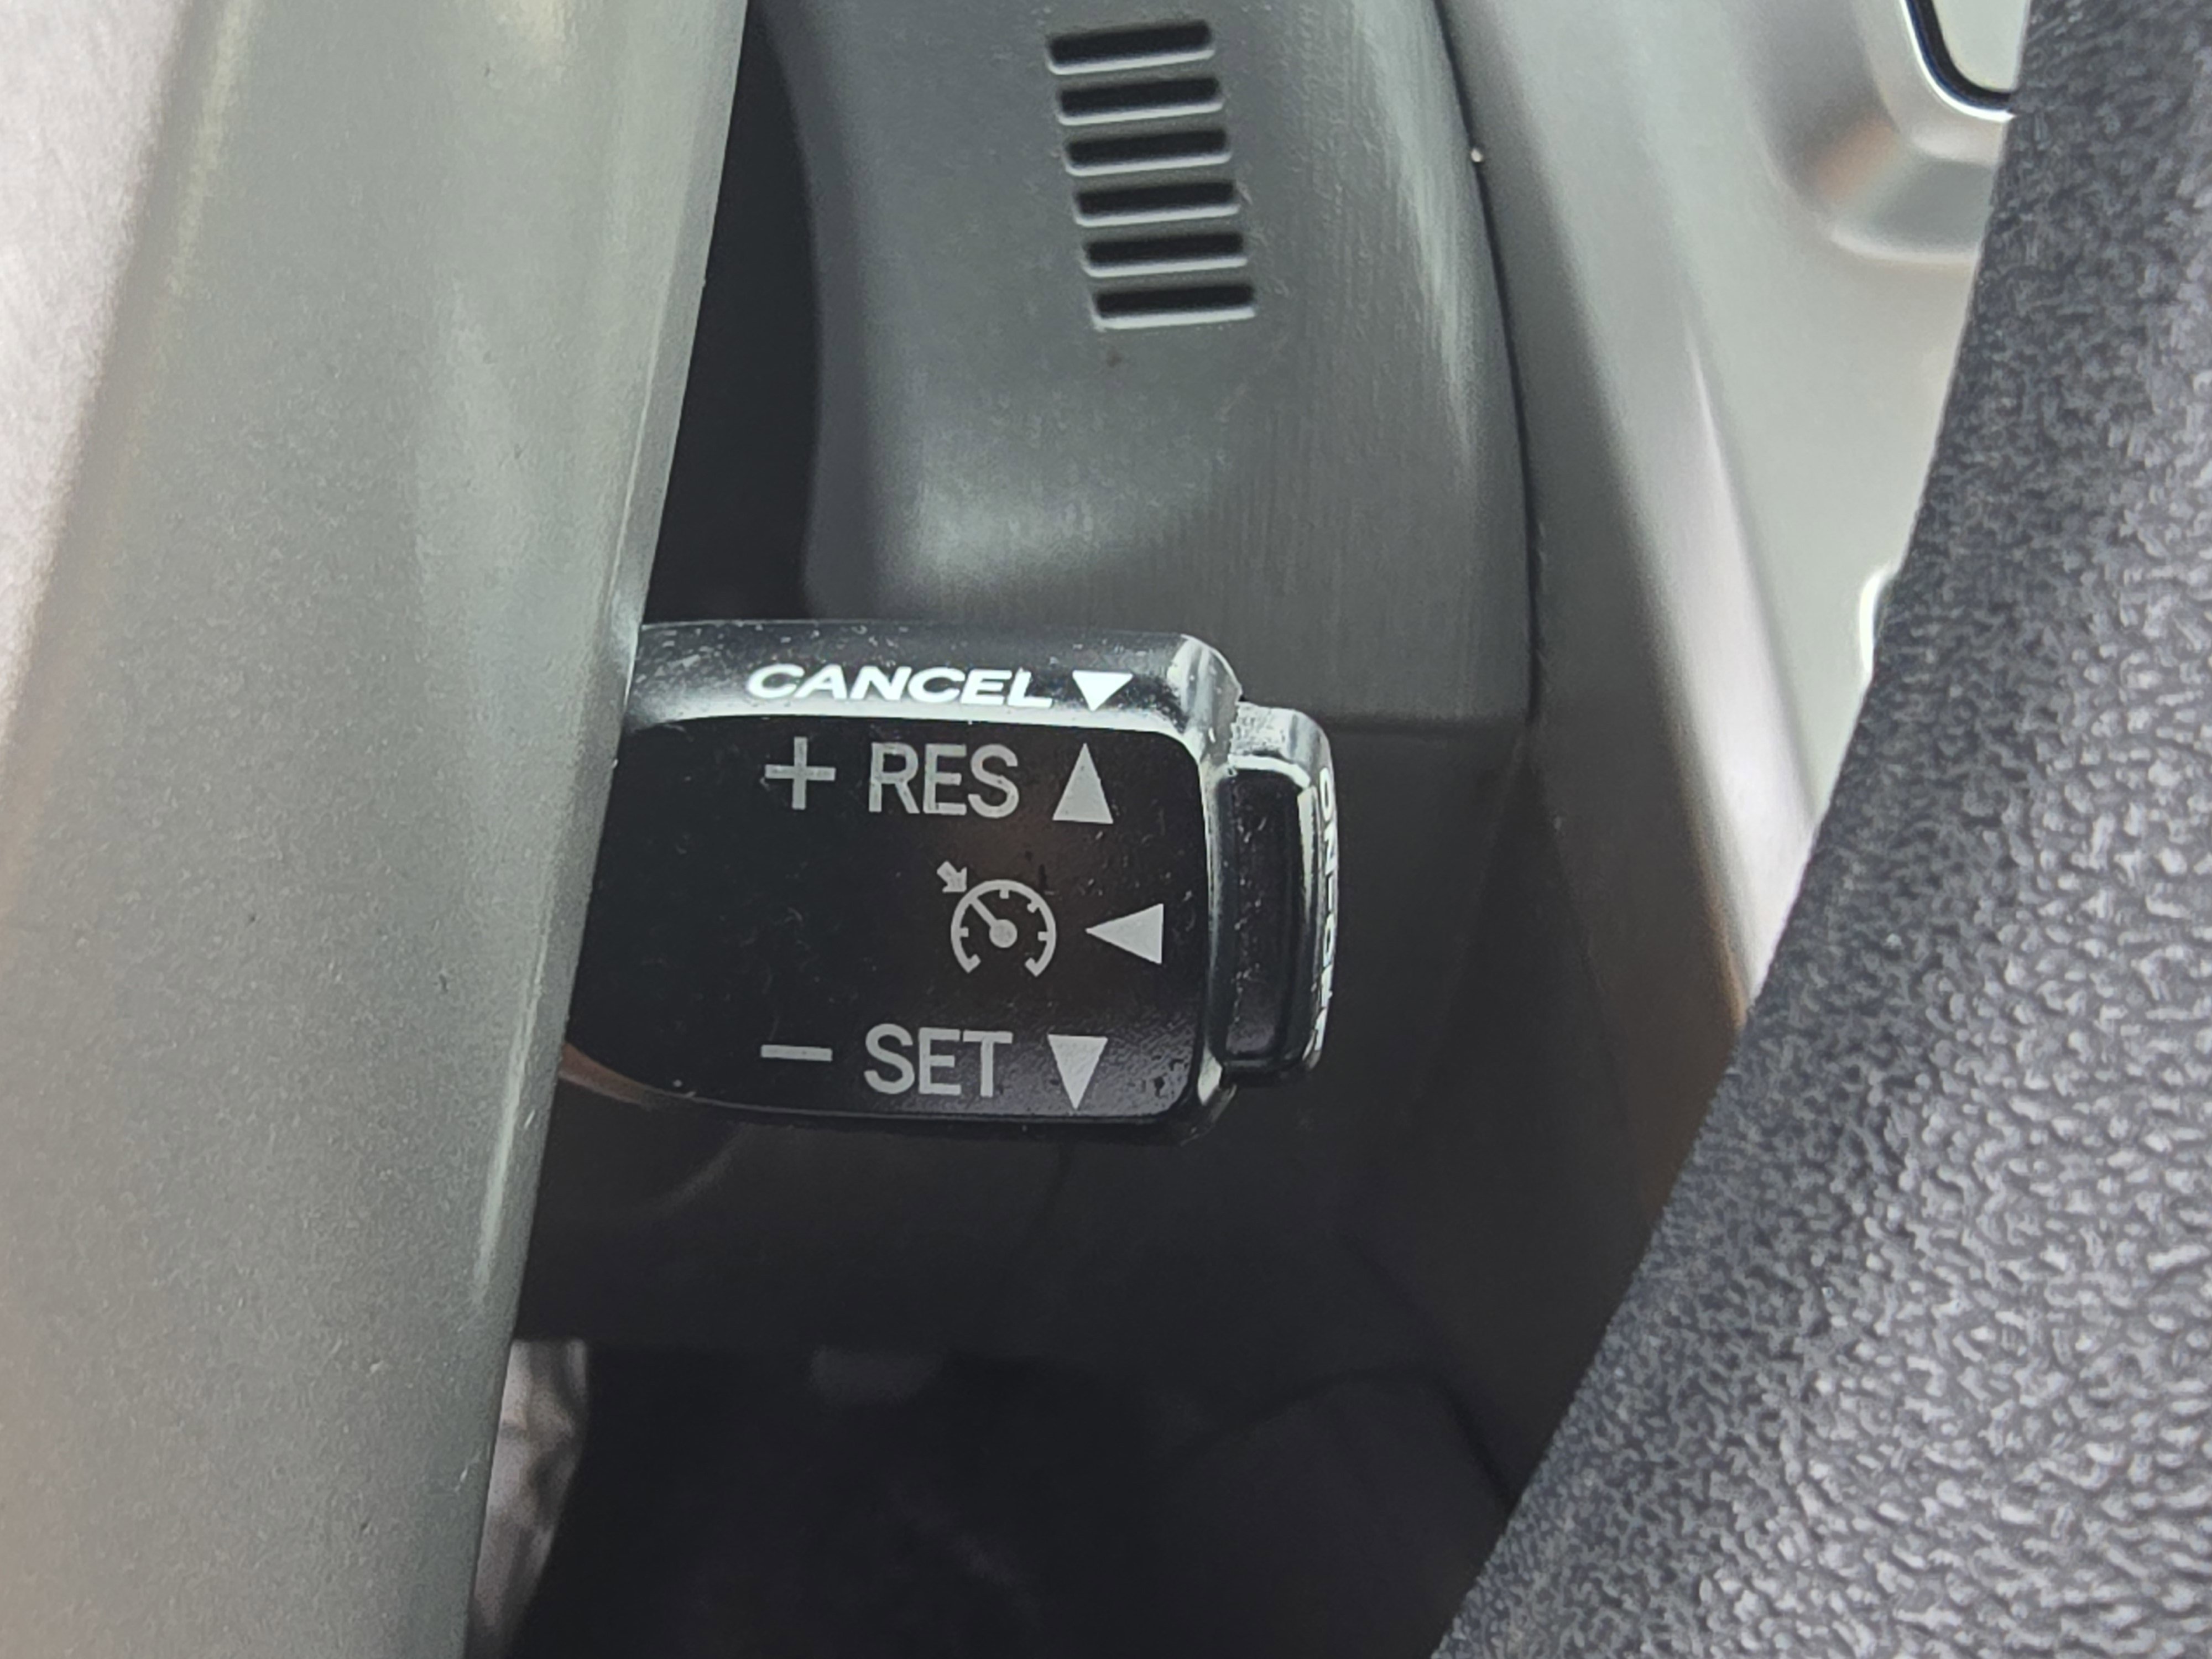 CANCEL ▼
+ RES ▲
◀
− SET ▼